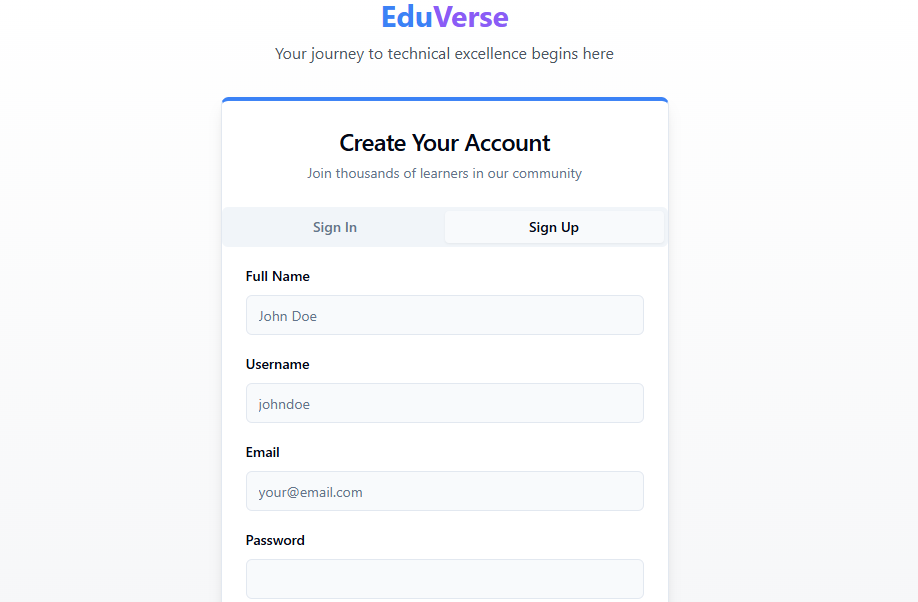 EduVerse
Your journey to technical excellence begins here
Create Your Account
Join thousands of learners in our community
Sign In Sign Up
Full Name
John Doe
Username
johndoe
Email
your@email.com
Password